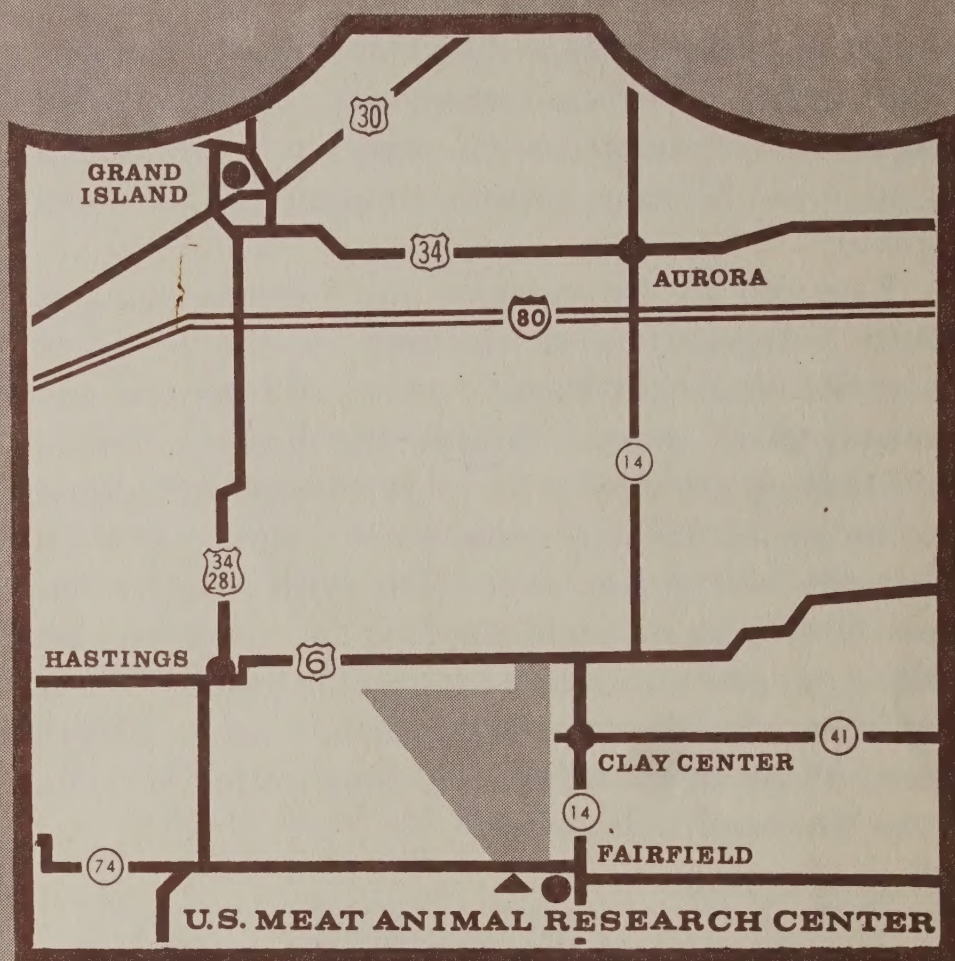 30
GRAND
ISLAND
34
AURORA
80
14
34
281
HASTINGS
6
41
CLAY CENTER
14
FAIRFIELD
74
U.S. MEAT ANIMAL RESEARCH CENTER